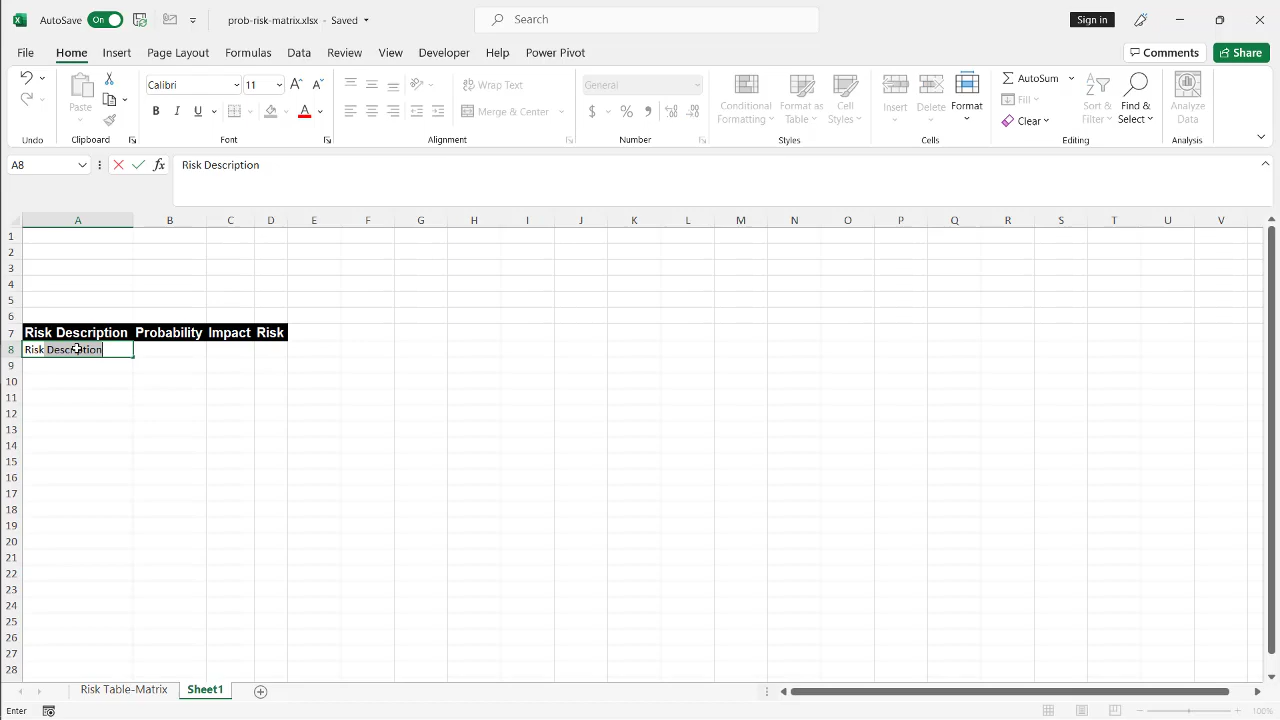 AutoSave On prob-risk-matrix.xlsx - Saved Search Sign in
File Home Insert Page Layout Formulas Data Review View Developer Help Power Pivot Comments Share
Paste Calibri 11 Wrap Text General Conditional Formatting Format as Table Cell Styles Insert Delete Format AutoSum Sort & Filter Find & Select Analyze Data
B I U A Merge & Center $ % Fill
Clear
Undo Clipboard Font Alignment Number Styles Cells Editing Analysis
A8 fx Risk Description
A B C D E F G H I J K L M N O P Q R S T U V
1
2
3
4
5
6
7 Risk Description Probability Impact Risk
8 Risk Description
9
10
11
12
13
14
15
16
17
18
19
20
21
22
23
24
25
26
27
28
Risk Table-Matrix Sheet1
Enter 100%